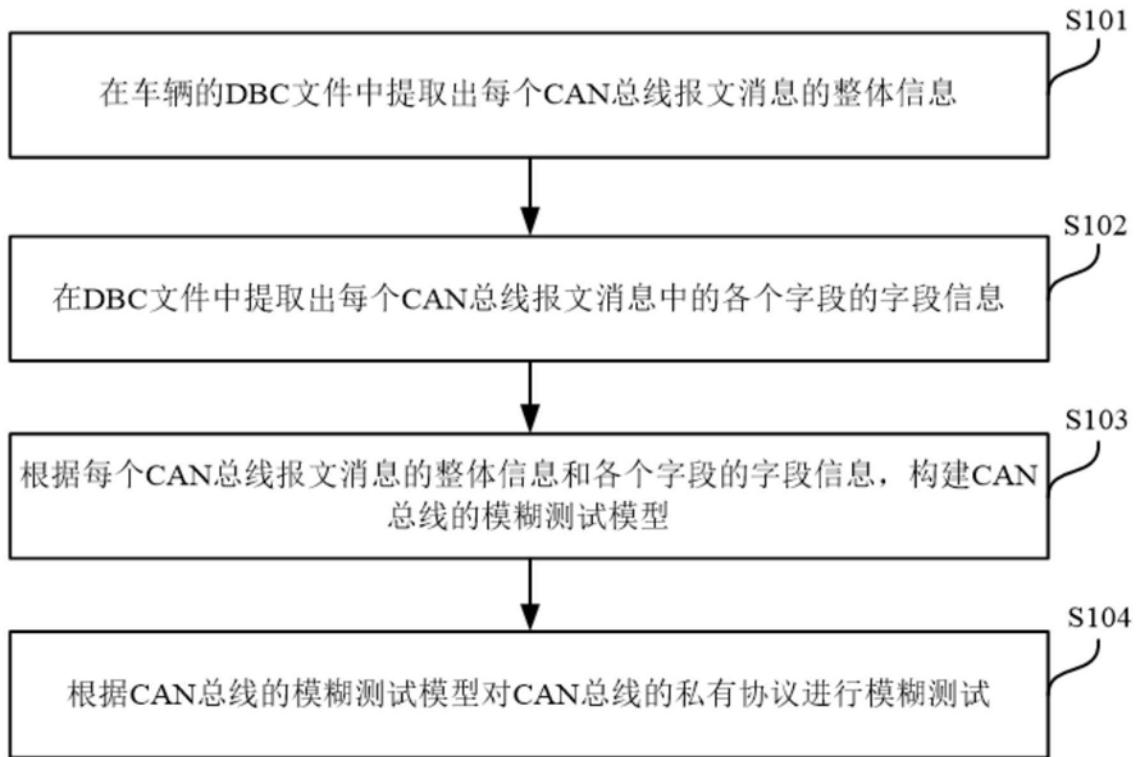 S101
在车辆的DBC文件中提取出每个CAN总线报文消息的整体信息
S102
在DBC文件中提取出每个CAN总线报文消息中的各个字段的字段信息
S103
根据每个CAN总线报文消息的整体信息和各个字段的字段信息，构建CAN
总线的模糊测试模型
S104
根据CAN总线的模糊测试模型对CAN总线的私有协议进行模糊测试